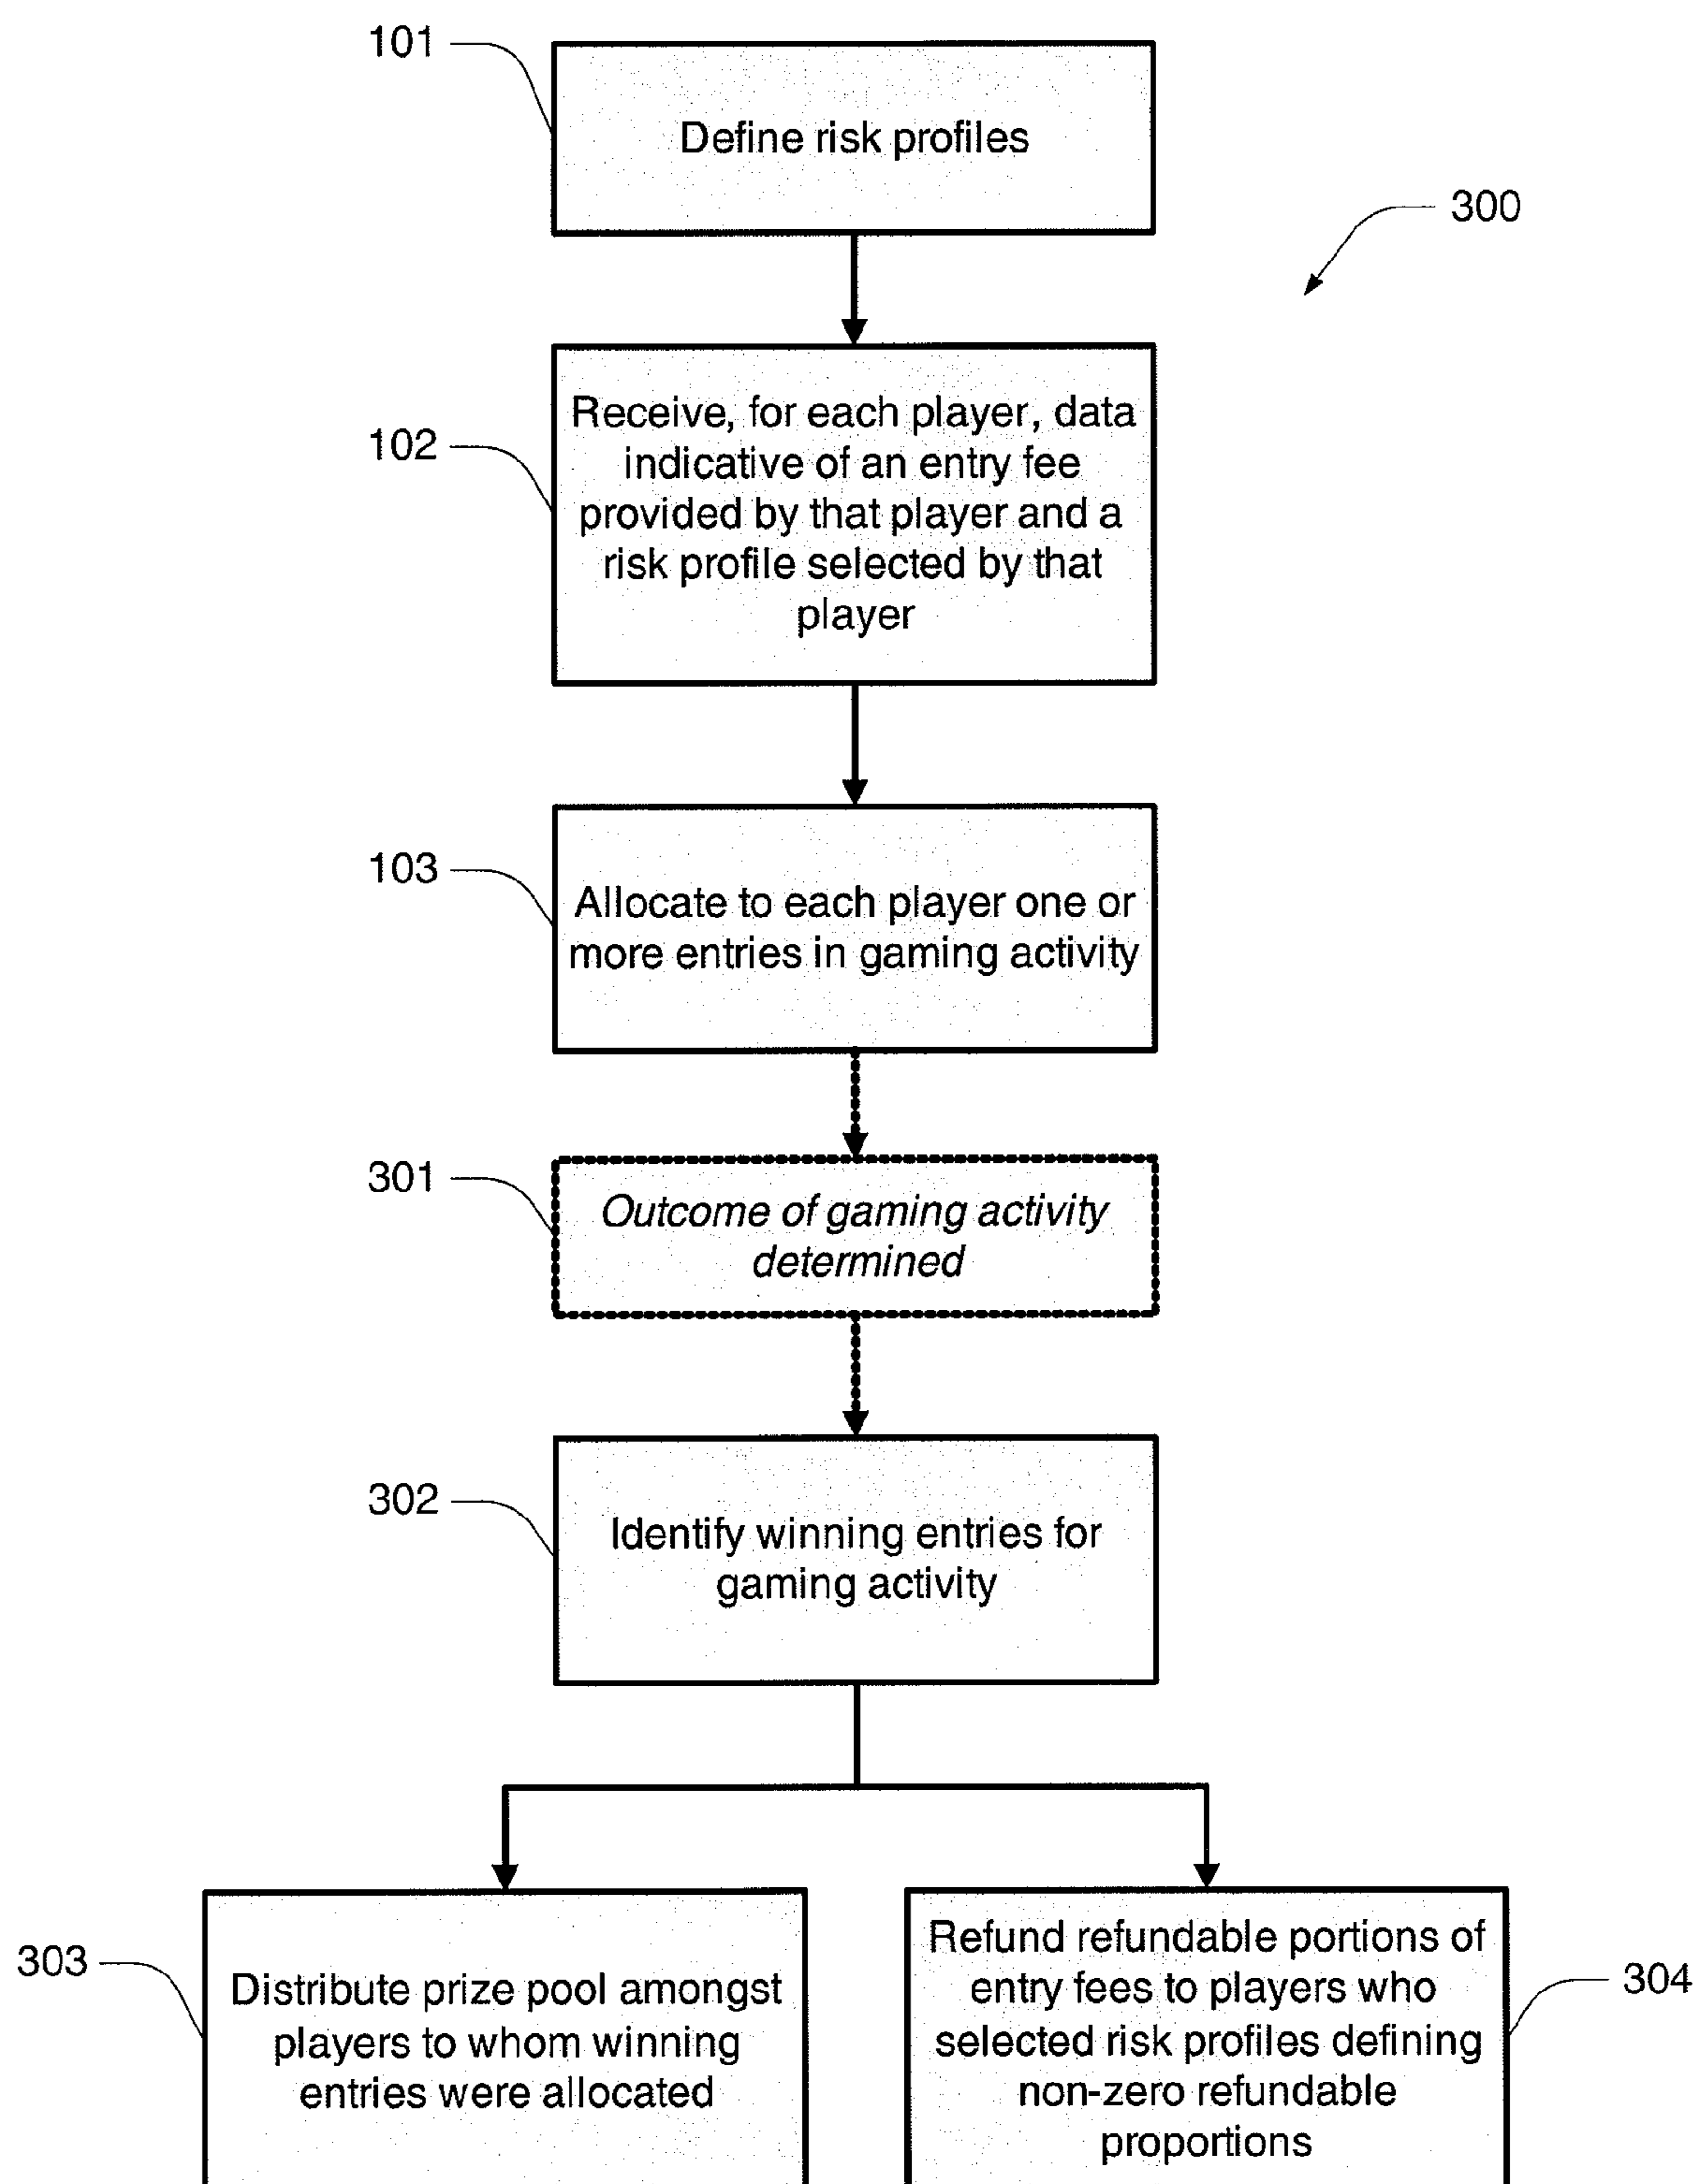 101
Define risk profiles
300
102
Receive, for each player, data
indicative of an entry fee
provided by that player and a
risk profile selected by that
player
103
Allocate to each player one or
more entries in gaming activity
301
Outcome of gaming activity
determined
302
Identify winning entries for
gaming activity
303
Distribute prize pool amongst
players to whom winning
entries were allocated
Refund refundable portions of
entry fees to players who
selected risk profiles defining
non-zero refundable
proportions
304